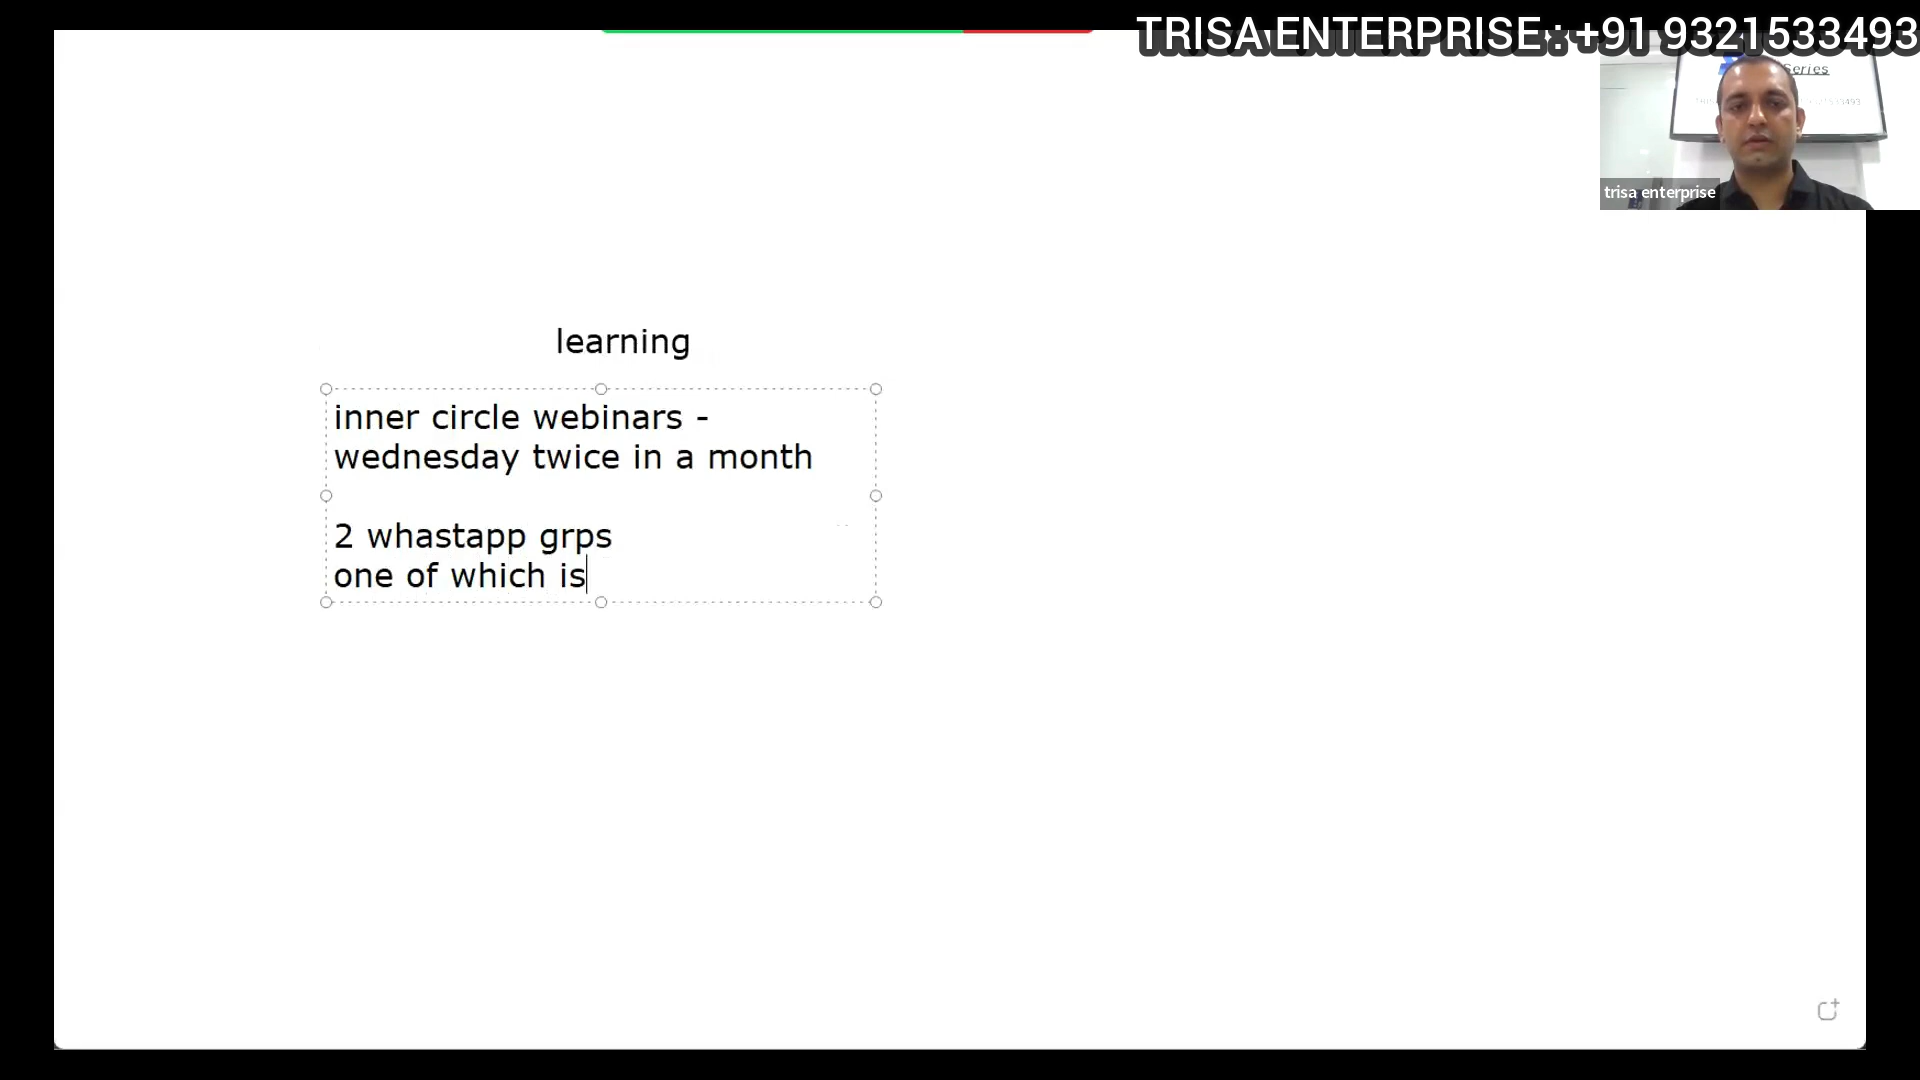 TRISA ENTERPRISE : +91 9321533493
Series
trisa enterprise
learning
inner circle webinars -
wednesday twice in a month
2 whastapp grps
one of which is